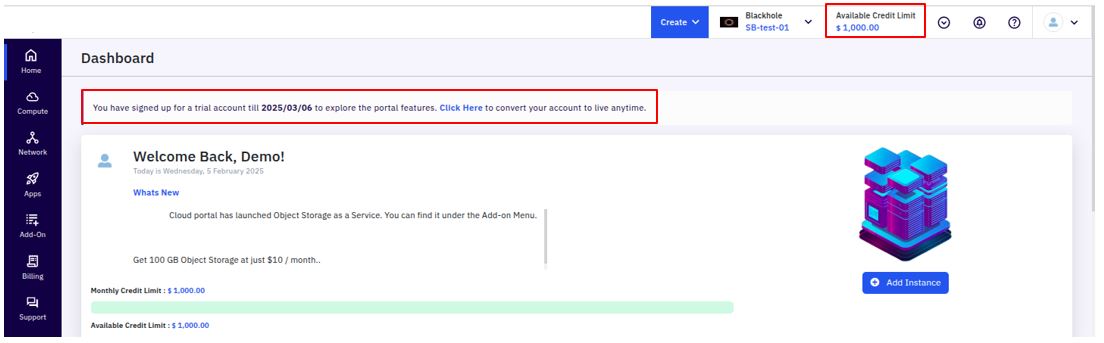 Create
Blackhole
SB-test-01
Available Credit Limit
$ 1,000.00
Home
Compute
Network
Apps
Add-On
Billing
Support
Dashboard
You have signed up for a trial account till 2025/03/06 to explore the portal features. Click Here to convert your account to live anytime.
Welcome Back, Demo!
Today is Wednesday, 5 February 2025
Whats New
Cloud portal has launched Object Storage as a Service. You can find it under the Add-on Menu.
Get 100 GB Object Storage at just $10 / month..
Monthly Credit Limit : $ 1,000.00
Available Credit Limit : $ 1,000.00
Add Instance